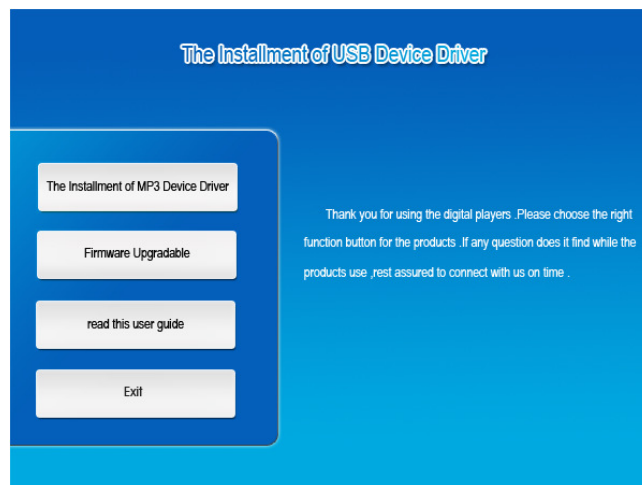 The Installment of USB Device Driver
The Installment of MP3 Device Driver
Firmware Upgradable
read this user guide
Exit
Thank you for using the digital players .Please choose the right
function button for the products .If any question does it find while the
products use ,rest assured to connect with us on time .